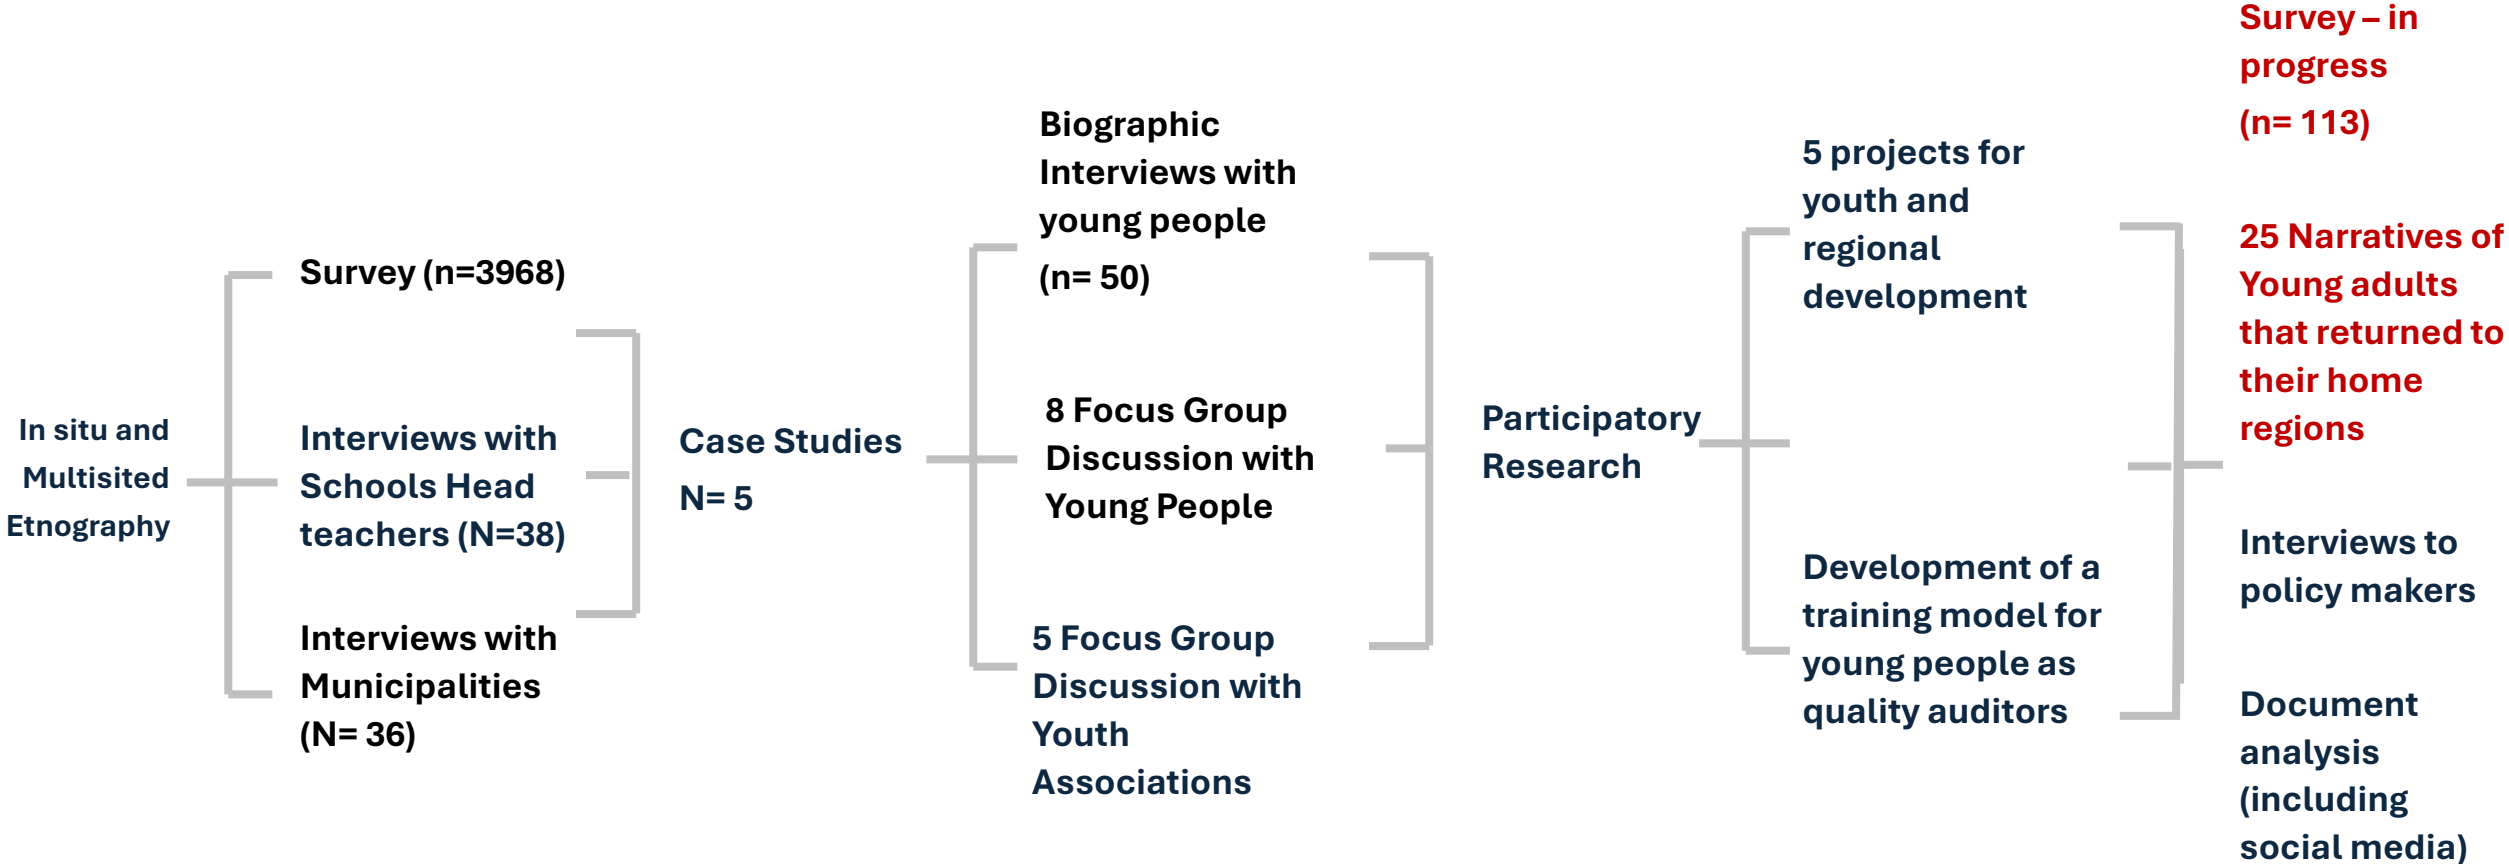 In situ and
Multisited
Etnography
Survey (n=3968)
Interviews with
Schools Head
teachers (N=38)
Interviews with
Municipalities
(N= 36)
Case Studies
N= 5
Biographic
Interviews with
young people
(n= 50)
8 Focus Group
Discussion with
Young People
5 Focus Group
Discussion with
Youth
Associations
Participatory
Research
5 projects for
youth and
regional
development
Development of a
training model for
young people as
quality auditors
Survey – in
progress
(n= 113)
25 Narratives of
Young adults
that returned to
their home
regions
Interviews to
policy makers
Document
analysis
(including
social media)